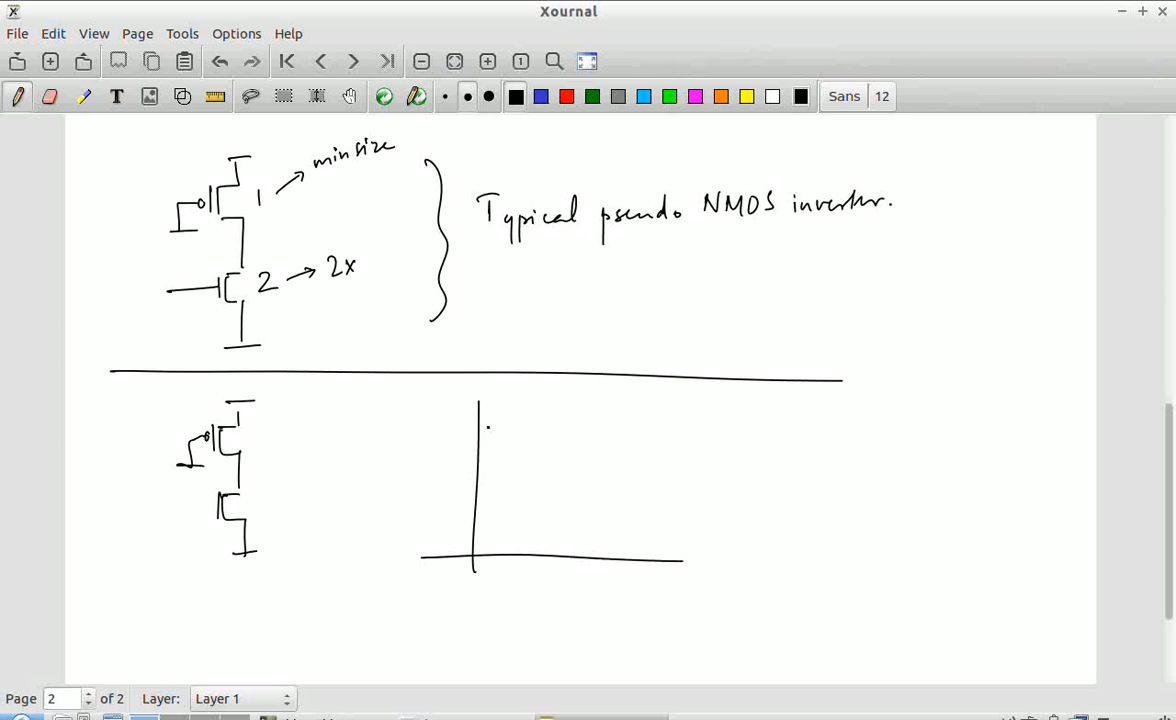 Xournal
File Edit View Page Tools Options Help
Sans 12
min size
1
Typical pseudo NMOS inverter.
2 2x
Page 2 of 2 Layer: Layer 1